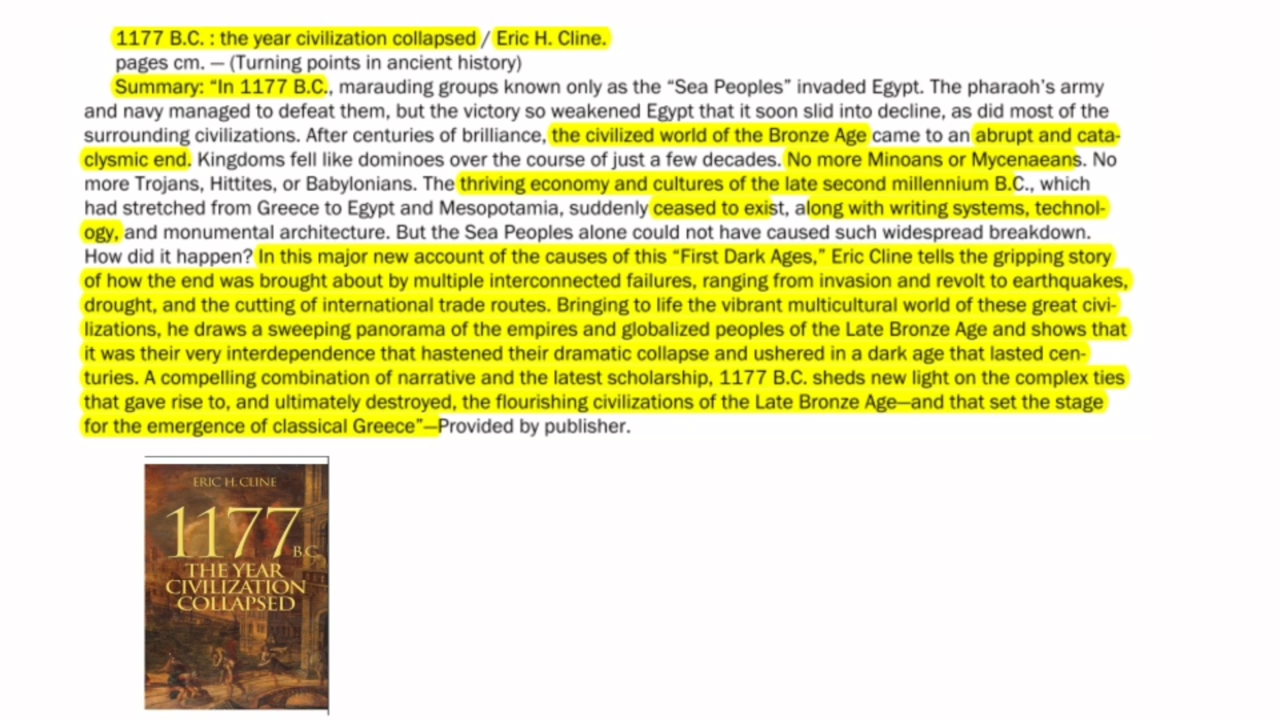 1177 B.C. : the year civilization collapsed / Eric H. Cline.
pages cm. — (Turning points in ancient history)
Summary: “In 1177 B.C., marauding groups known only as the “Sea Peoples” invaded Egypt. The pharaoh’s army
and navy managed to defeat them, but the victory so weakened Egypt that it soon slid into decline, as did most of the
surrounding civilizations. After centuries of brilliance, the civilized world of the Bronze Age came to an abrupt and cata-
clysmic end. Kingdoms fell like dominoes over the course of just a few decades. No more Minoans or Mycenaeans. No
more Trojans, Hittites, or Babylonians. The thriving economy and cultures of the late second millennium B.C., which
had stretched from Greece to Egypt and Mesopotamia, suddenly ceased to exist, along with writing systems, technol-
ogy, and monumental architecture. But the Sea Peoples alone could not have caused such widespread breakdown.
How did it happen? In this major new account of the causes of this “First Dark Ages,” Eric Cline tells the gripping story
of how the end was brought about by multiple interconnected failures, ranging from invasion and revolt to earthquakes,
drought, and the cutting of international trade routes. Bringing to life the vibrant multicultural world of these great civi-
lizations, he draws a sweeping panorama of the empires and globalized peoples of the Late Bronze Age and shows that
it was their very interdependence that hastened their dramatic collapse and ushered in a dark age that lasted cen-
turies. A compelling combination of narrative and the latest scholarship, 1177 B.C. sheds new light on the complex ties
that gave rise to, and ultimately destroyed, the flourishing civilizations of the Late Bronze Age—and that set the stage
for the emergence of classical Greece”—Provided by publisher.
ERIC H. CLINE
1177 B.C.
THE YEAR
CIVILIZATION
COLLAPSED